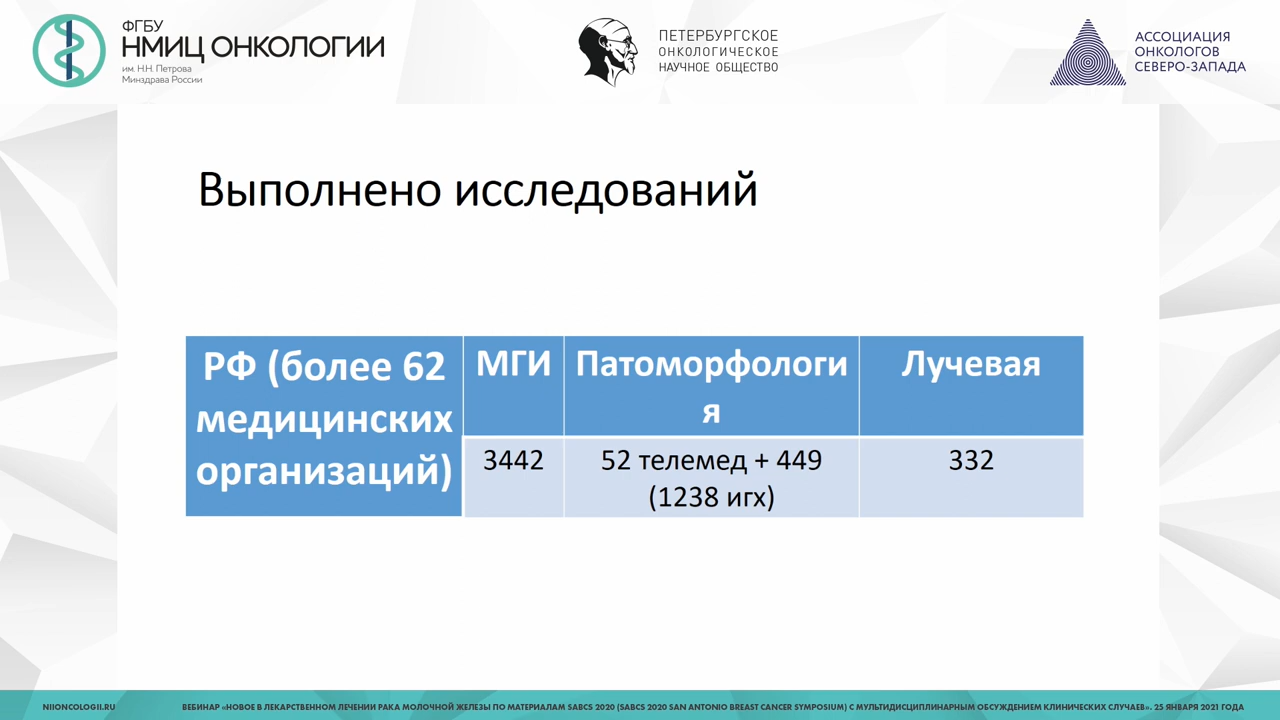 ФГБУ
НМИЦ ОНКОЛОГИИ
им. Н.Н. Петрова
Минздрава России
ПЕТЕРБУРГСКОЕ
ОНКОЛОГИЧЕСКОЕ
НАУЧНОЕ ОБЩЕСТВО
АССОЦИАЦИЯ
ОНКОЛОГОВ
СЕВЕРО-ЗАПАДА
Выполнено исследований
РФ (более 62
медицинских
организаций)
МГИ
Патоморфологи
я
Лучевая
3442
52 телемед + 449
(1238 игх)
332
NIIONCOLOGII.RU
ВЕБИНАР «НОВОЕ В ЛЕКАРСТВЕННОМ ЛЕЧЕНИИ РАКА МОЛОЧНОЙ ЖЕЛЕЗЫ ПО МАТЕРИАЛАМ SABCS 2020 (SABCS 2020 SAN ANTONIO BREAST CANCER SYMPOSIUM) С МУЛЬТИДИСЦИПЛИНАРНЫМ ОБСУЖДЕНИЕМ КЛИНИЧЕСКИХ СЛУЧАЕВ». 25 ЯНВАРЯ 2021 ГОДА